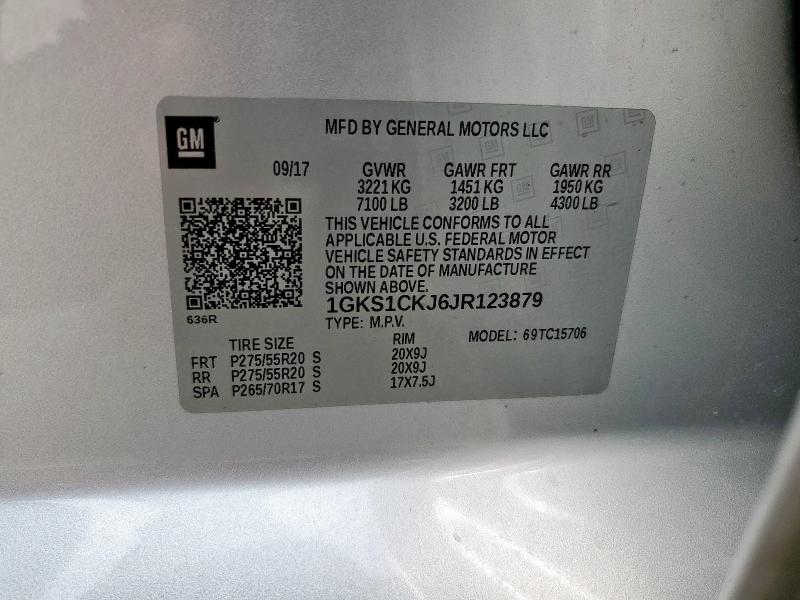 GM
MFD BY GENERAL MOTORS LLC
09/17 GVWR GAWR FRT GAWR RR
3221 KG 1451 KG 1950 KG
7100 LB 3200 LB 4300 LB
THIS VEHICLE CONFORMS TO ALL
APPLICABLE U.S. FEDERAL MOTOR
VEHICLE SAFETY STANDARDS IN EFFECT
ON THE DATE OF MANUFACTURE
SHOWN ABOVE.
1GKS1CKJ6JR123879
636R
TYPE: M.P.V. MODEL: 69TC15706
TIRE SIZE RIM
FRT P275/55R20 S 20X9J
RR P275/55R20 S 20X9J
SPA P265/70R17 S 17X7.5J